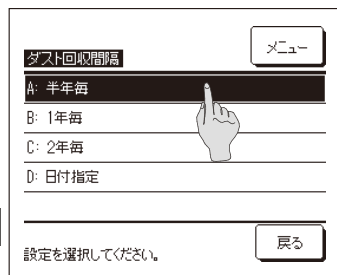 メニュー
ダスト回収間隔
A: 半年毎
B: 1年毎
C: 2年毎
D: 日付指定
設定を選択してください。
戻る